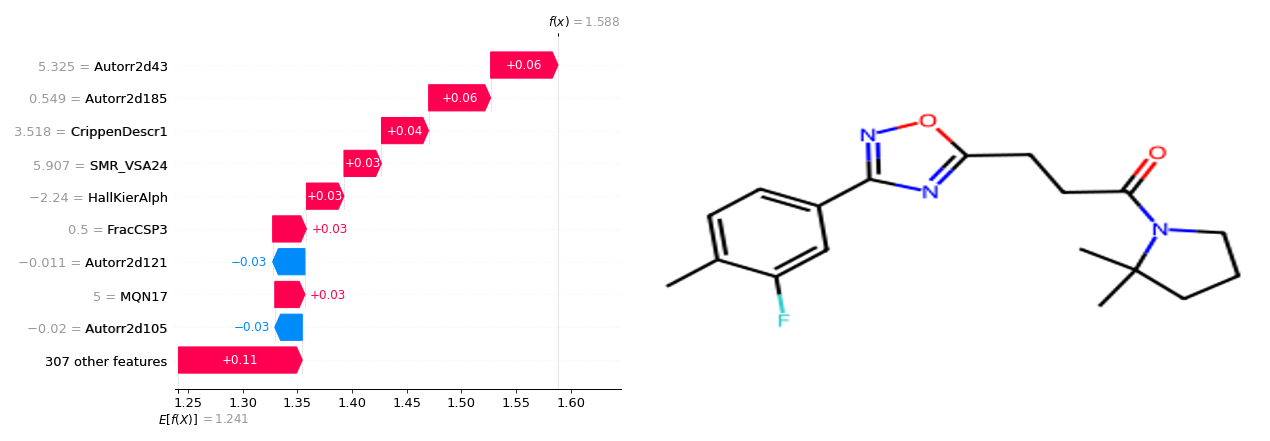 f(x) = 1.588
5.325 = Autorr2d43
+0.06
0.549 = Autorr2d185
+0.06
3.518 = CrippenDescr1
+0.04
5.907 = SMR_VSA24
+0.03
−2.24 = HallKierAlph
+0.03
0.5 = FracCSP3
+0.03
−0.011 = Autorr2d121
−0.03
5 = MQN17
+0.03
−0.02 = Autorr2d105
−0.03
307 other features
+0.11
1.25 1.30 1.35 1.40 1.45 1.50 1.55 1.60
E[f(X)] = 1.241
O
N
N
O
N
F